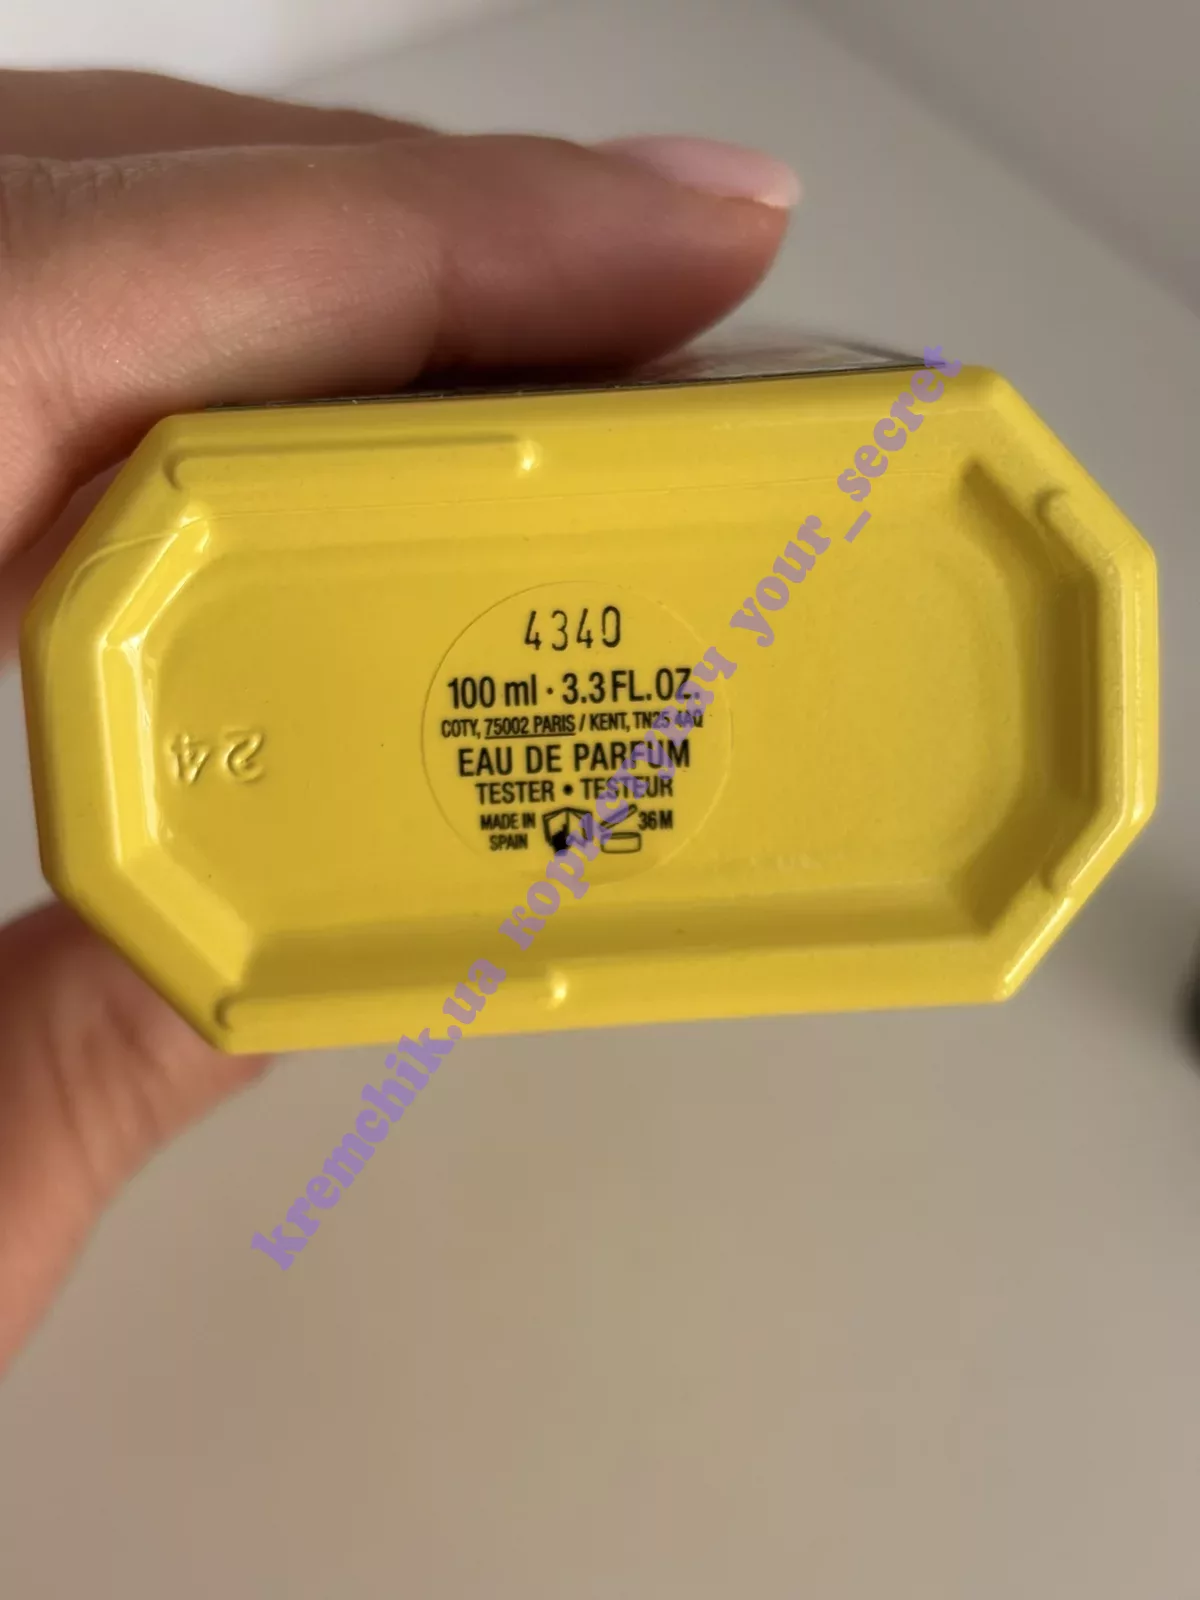 4340
100 ml · 3.3 FL.OZ.
COTY, 75002 PARIS / KENT, TN25 4AQ
EAU DE PARFUM
TESTER • TESTEUR
MADE IN
SPAIN
36M
24
kremchik.ua користувач your_secret